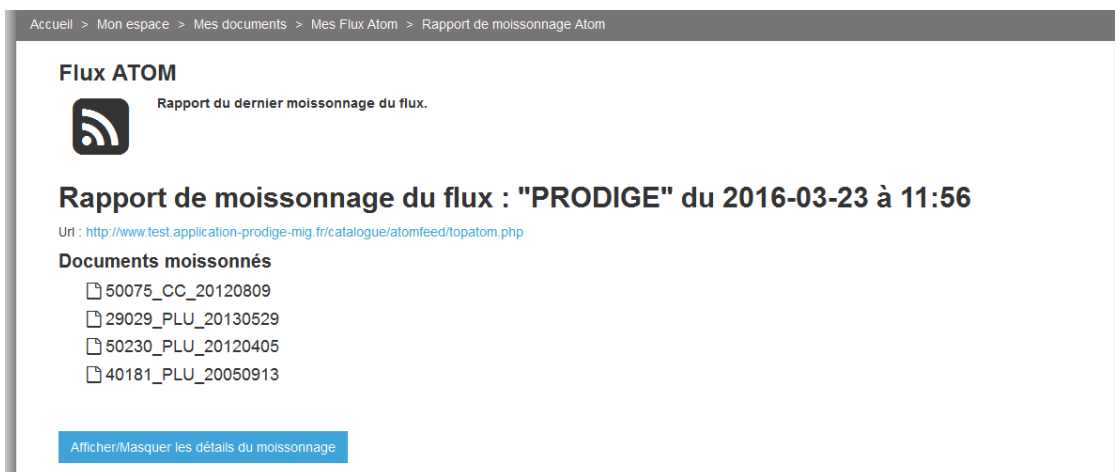 Accueil > Mon espace > Mes documents > Mes Flux Atom > Rapport de moissonnage Atom
Flux ATOM
Rapport du dernier moissonnage du flux.
Rapport de moissonnage du flux : "PRODIGE" du 2016-03-23 à 11:56
Url : http://www.test.application-prodige-mig.fr/catalogue/atomfeed/topatom.php
Documents moissonnés
50075_CC_20120809
29029_PLU_20130529
50230_PLU_20120405
40181_PLU_20050913
Afficher/Masquer les détails du moissonnage